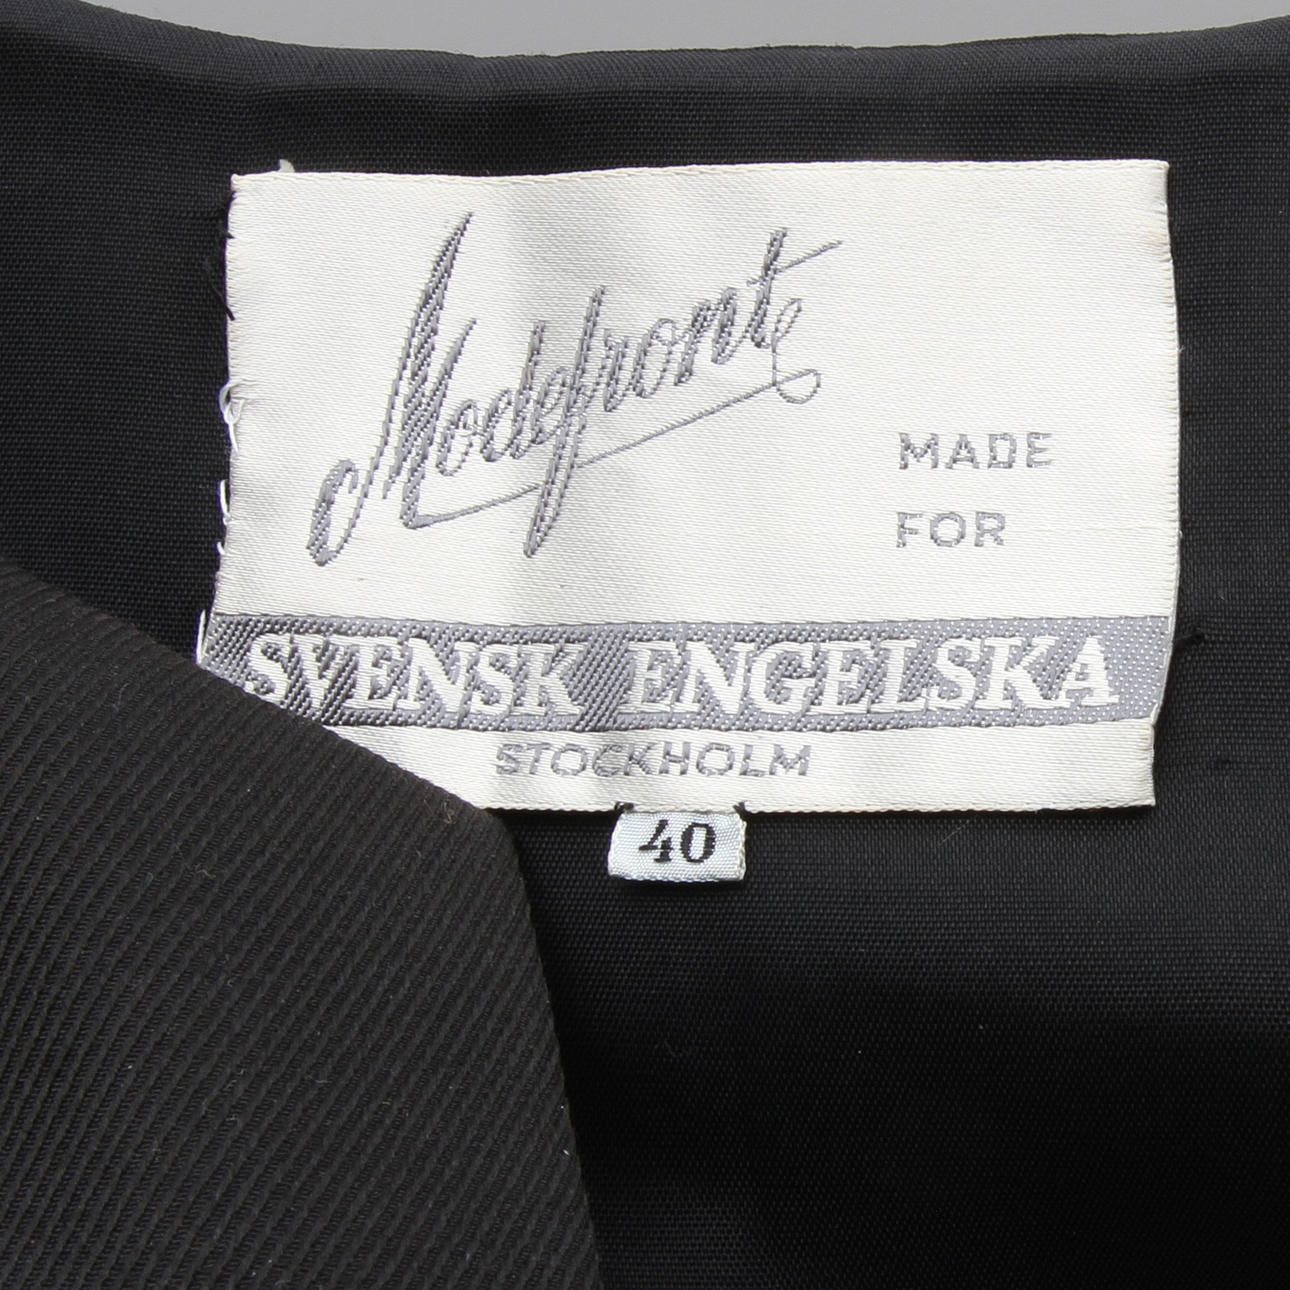 Modefront
MADE
FOR
SVENSK ENGELSKA
STOCKHOLM
40